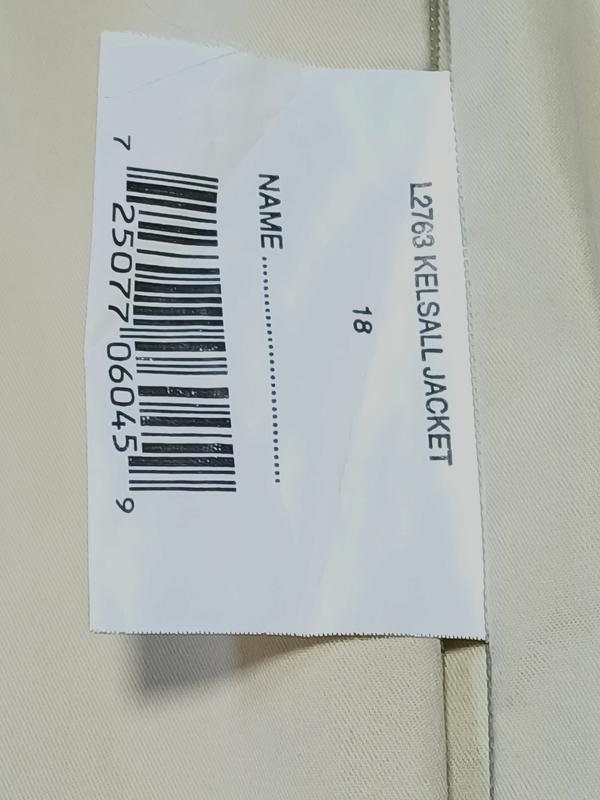 L2763 KELSALL JACKET
18
NAME ........................................
7 25077 06045 9